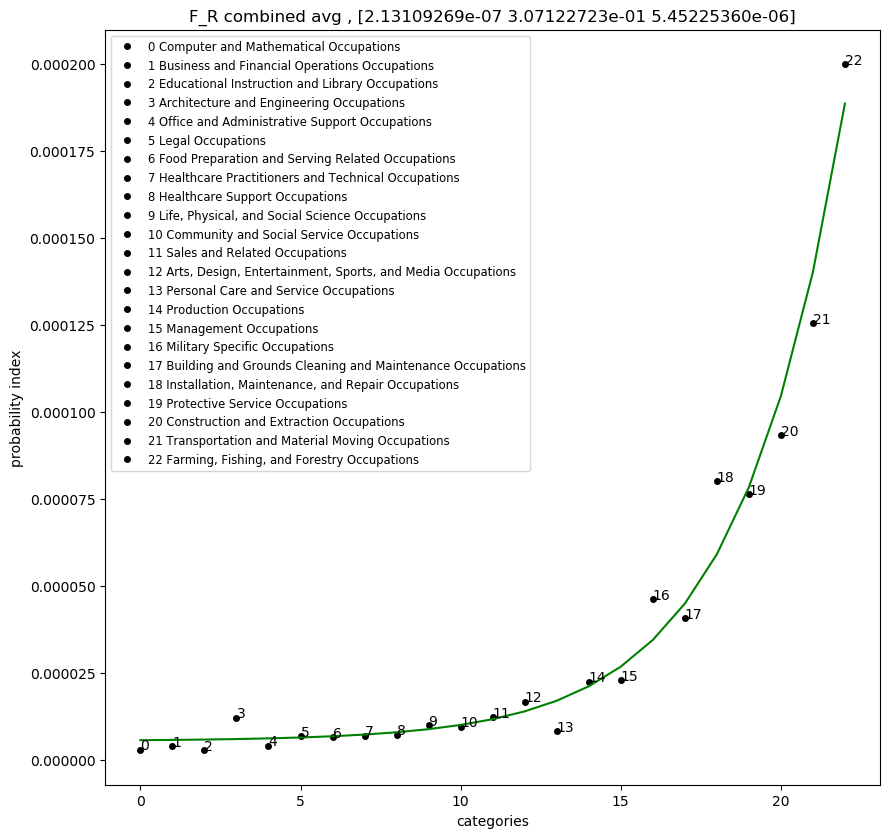 F_R combined avg , [2.13109269e-07 3.07122723e-01 5.45225360e-06]
0 Computer and Mathematical Occupations
1 Business and Financial Operations Occupations
2 Educational Instruction and Library Occupations
3 Architecture and Engineering Occupations
4 Office and Administrative Support Occupations
5 Legal Occupations
6 Food Preparation and Serving Related Occupations
7 Healthcare Practitioners and Technical Occupations
8 Healthcare Support Occupations
9 Life, Physical, and Social Science Occupations
10 Community and Social Service Occupations
11 Sales and Related Occupations
12 Arts, Design, Entertainment, Sports, and Media Occupations
13 Personal Care and Service Occupations
14 Production Occupations
15 Management Occupations
16 Military Specific Occupations
17 Building and Grounds Cleaning and Maintenance Occupations
18 Installation, Maintenance, and Repair Occupations
19 Protective Service Occupations
20 Construction and Extraction Occupations
21 Transportation and Material Moving Occupations
22 Farming, Fishing, and Forestry Occupations
probability index
0.000200
0.000175
0.000150
0.000125
0.000100
0.000075
0.000050
0.000025
0.000000
0
1
2
3
4
5
6
7
8
9
10
11
12
13
14
15
16
17
18
19
20
21
22
0
5
10
15
20
categories